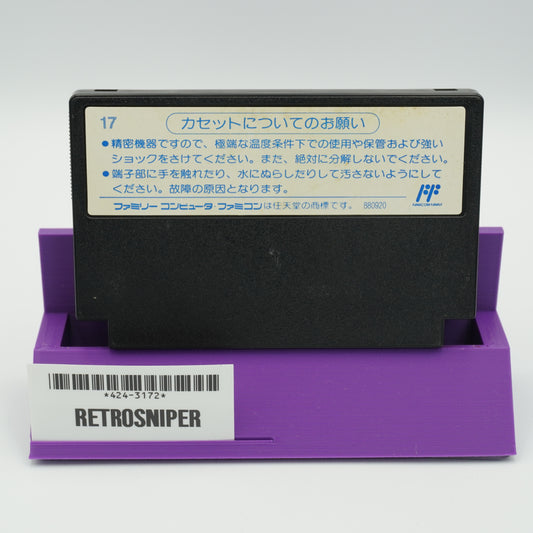 17
カセットについてのお願い
●精密機器ですので、極端な温度条件下での使用や保管および強い
ショックをさけてください。また、絶対に分解しないでください。
●端子部に手を触れたり、水にぬらしたりして汚さないようにして
ください。故障の原因となります。
ファミリー コンピュータ・ファミコンは任天堂の商標です。 880920
FF
*424-3172*
RETROSNIPER